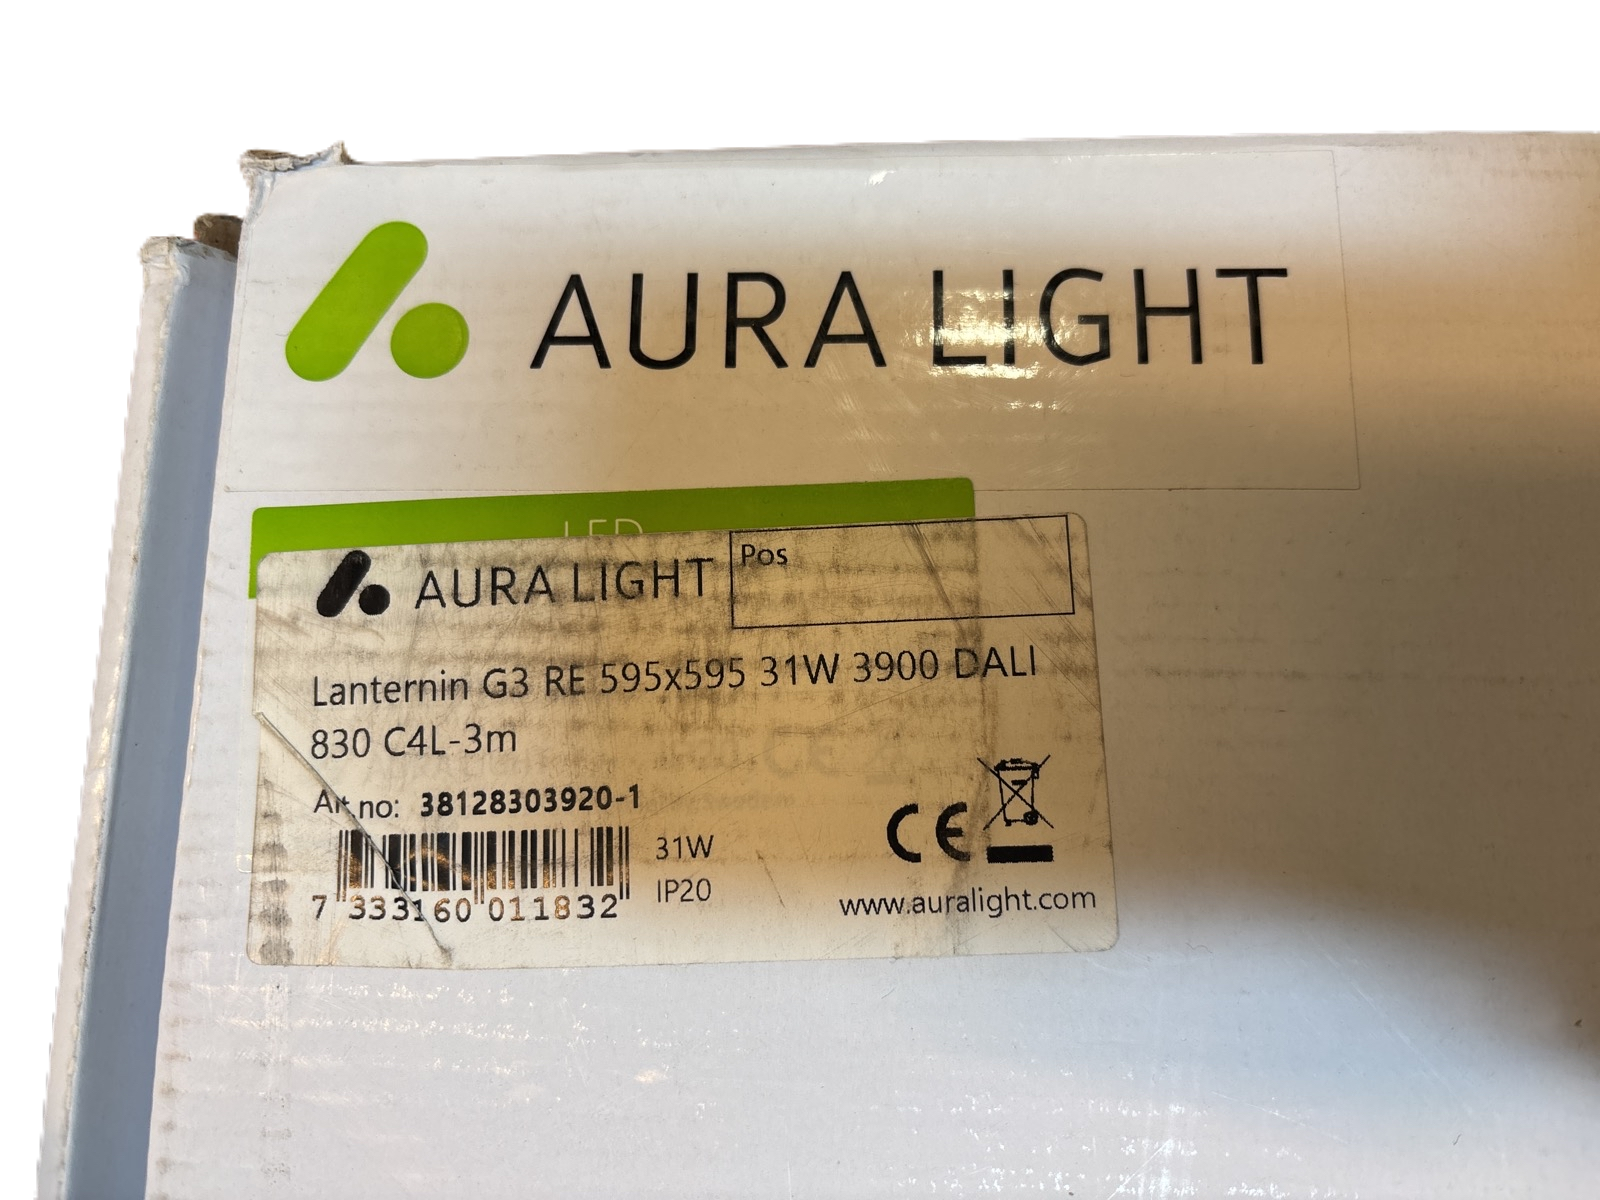 AURA LIGHT
LED
AURA LIGHT
Pos
Lanternin G3 RE 595x595 31W 3900 DALI
830 C4L-3m
Art.no: 38128303920-1
31W
IP20
7 333160 011832
CE
www.auralight.com